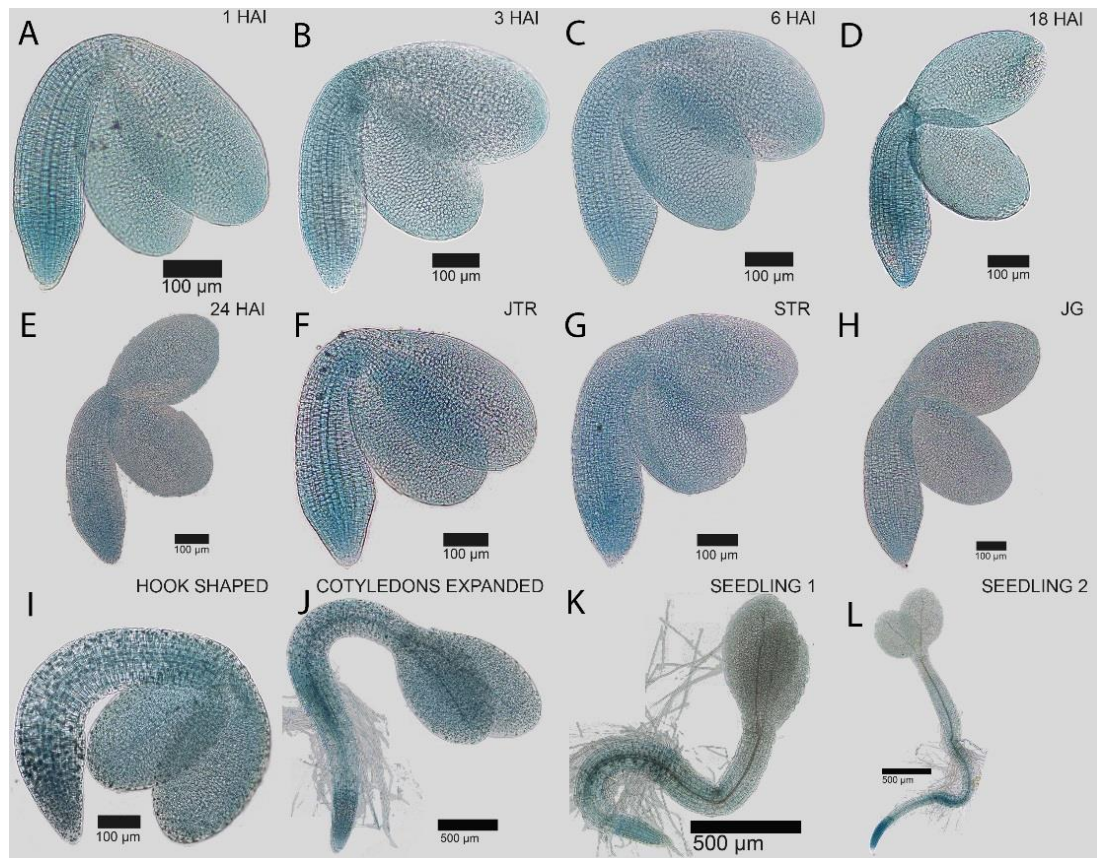 A 1 HAI
B 3 HAI
C 6 HAI
D 18 HAI
100 µm
100 µm
100 µm
100 µm
E 24 HAI
F JTR
G STR
H JG
100 µm
100 µm
100 µm
100 µm
I HOOK SHAPED
J COTYLEDONS EXPANDED
K SEEDLING 1
L SEEDLING 2
500 µm
100 µm
500 µm
500 µm